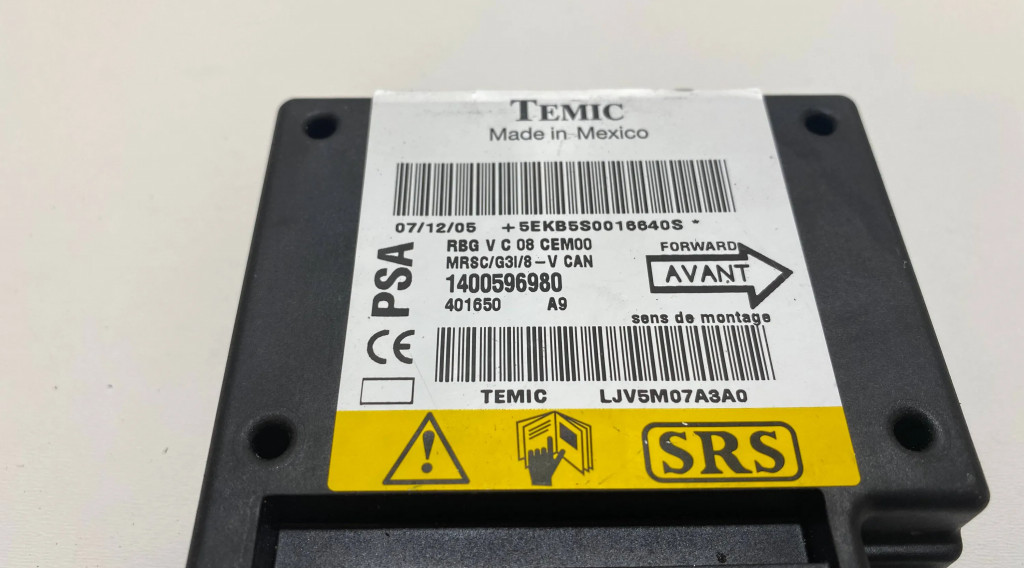 TEMIC
Made in Mexico
07/12/05 +5EKB5S0016640S *
PSA
RBG V C 08 CEM00
MRSC/G3I/8-V CAN
1400596980
401650 A9
FORWARD
AVANT
sens de montage
CE
TEMIC LJV5M07A3A0
SRS